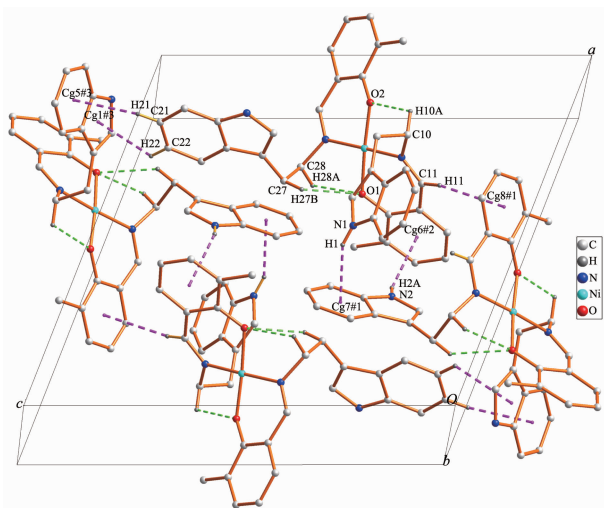 a
Cg5#3
H21
C21
Cg1#3
O2
H10A
C10
H22
C22
C28
C11
H11
H28A
C27
O1
Cg8#1
H27B
N1
Cg6#2
H1
H2A
N2
Cg7#1
C
H
N
Ni
O
c
O
b